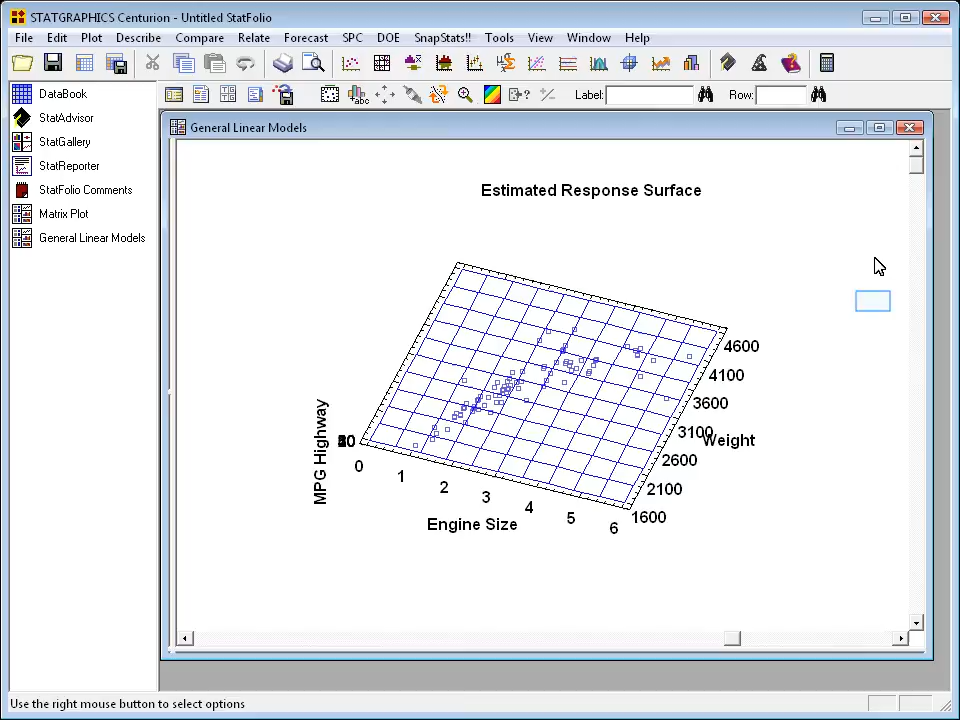 STATGRAPHICS Centurion - Untitled StatFolio
File Edit Plot Describe Compare Relate Forecast SPC DOE SnapStats!! Tools View Window Help
Label: Row:
DataBook
StatAdvisor
StatGallery
StatReporter
StatFolio Comments
Matrix Plot
General Linear Models
General Linear Models
Estimated Response Surface
MPG Highway
0
1
2
3
4
5
6
Engine Size
4600
4100
3600
3100
2600
2100
1600
Weight
Use the right mouse button to select options